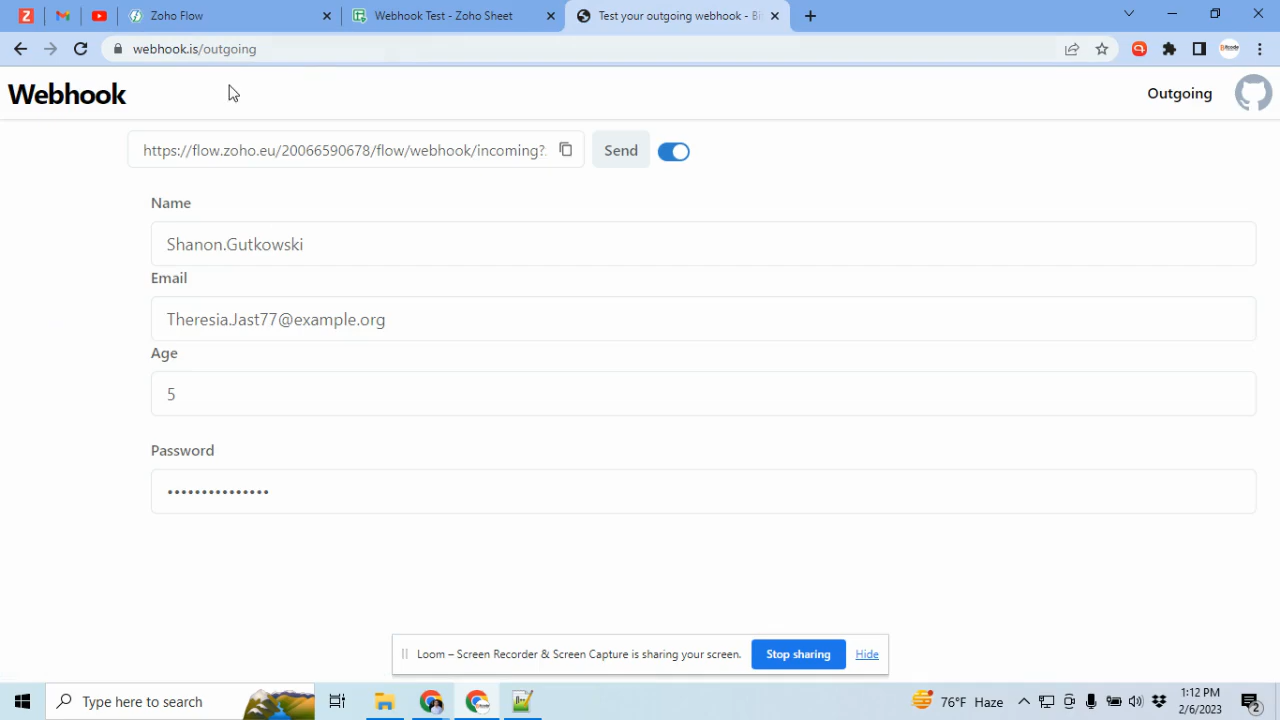 Zoho Flow
Webhook Test - Zoho Sheet
Test your outgoing webhook - Bi
webhook.is/outgoing
Webhook
Outgoing
https://flow.zoho.eu/20066590678/flow/webhook/incoming?.
Send
Name
Shanon.Gutkowski
Email
Theresia.Jast77@example.org
Age
5
Password
•••••••••••••••
Loom – Screen Recorder & Screen Capture is sharing your screen.
Stop sharing
Hide
Type here to search
76°F Haze
1:12 PM
2/6/2023
2